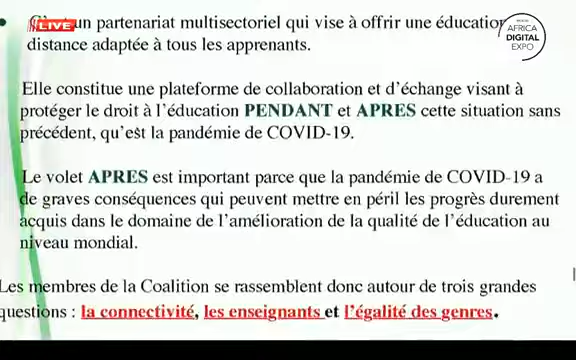 LIVE
AFRICA
DIGITAL
EXPO
un partenariat multisectoriel qui vise à offrir une éducation
distance adaptée à tous les apprenants.
Elle constitue une plateforme de collaboration et d'échange visant à
protéger le droit à l'éducation PENDANT et APRES cette situation sans
précédent, qu'est la pandémie de COVID-19.
Le volet APRES est important parce que la pandémie de COVID-19 a
de graves conséquences qui peuvent mettre en péril les progrès durement
acquis dans le domaine de l'amélioration de la qualité de l'éducation au
niveau mondial.
Les membres de la Coalition se rassemblent donc autour de trois grandes
questions : la connectivité, les enseignants et l'égalité des genres.